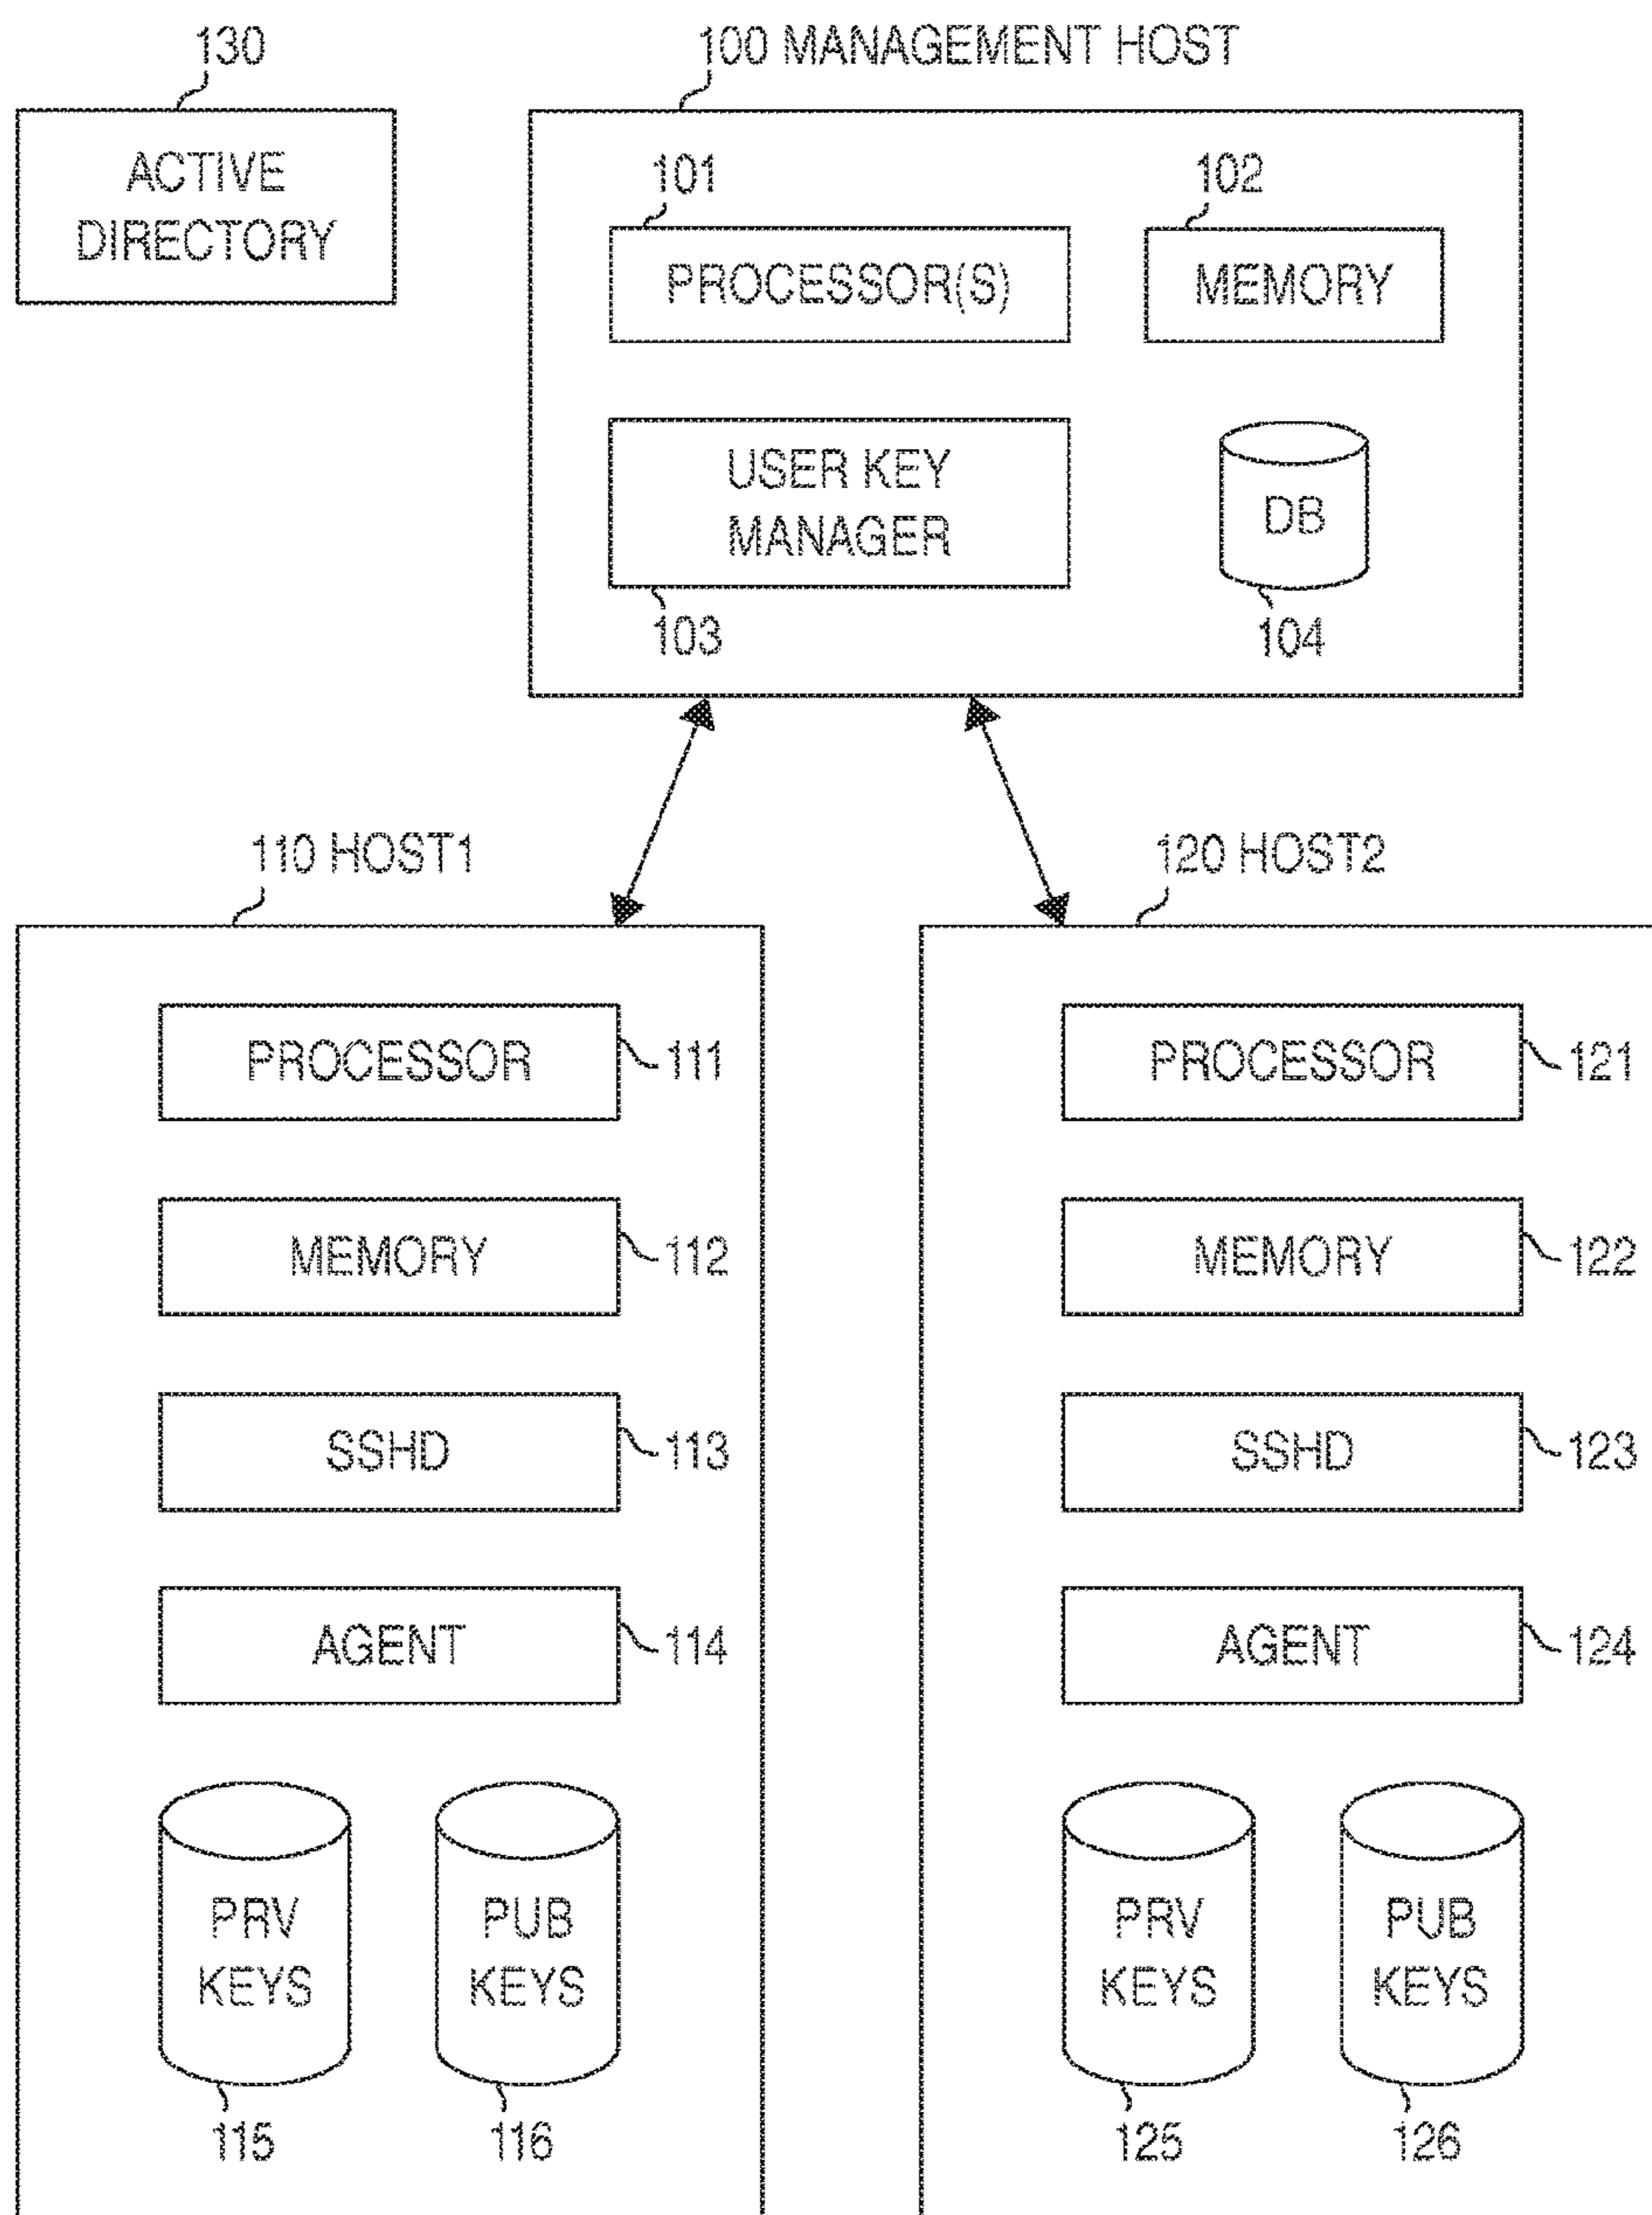 130
100 MANAGEMENT HOST
ACTIVE
DIRECTORY
101
102
PROCESSOR(S)
MEMORY
USER KEY
MANAGER
DB
103
104
110 HOST1
120 HOST2
PROCESSOR
111
MEMORY
112
SSHD
113
AGENT
114
PRV
KEYS
PUB
KEYS
115
116
PROCESSOR
121
MEMORY
122
SSHD
123
AGENT
124
PRV
KEYS
PUB
KEYS
125
126